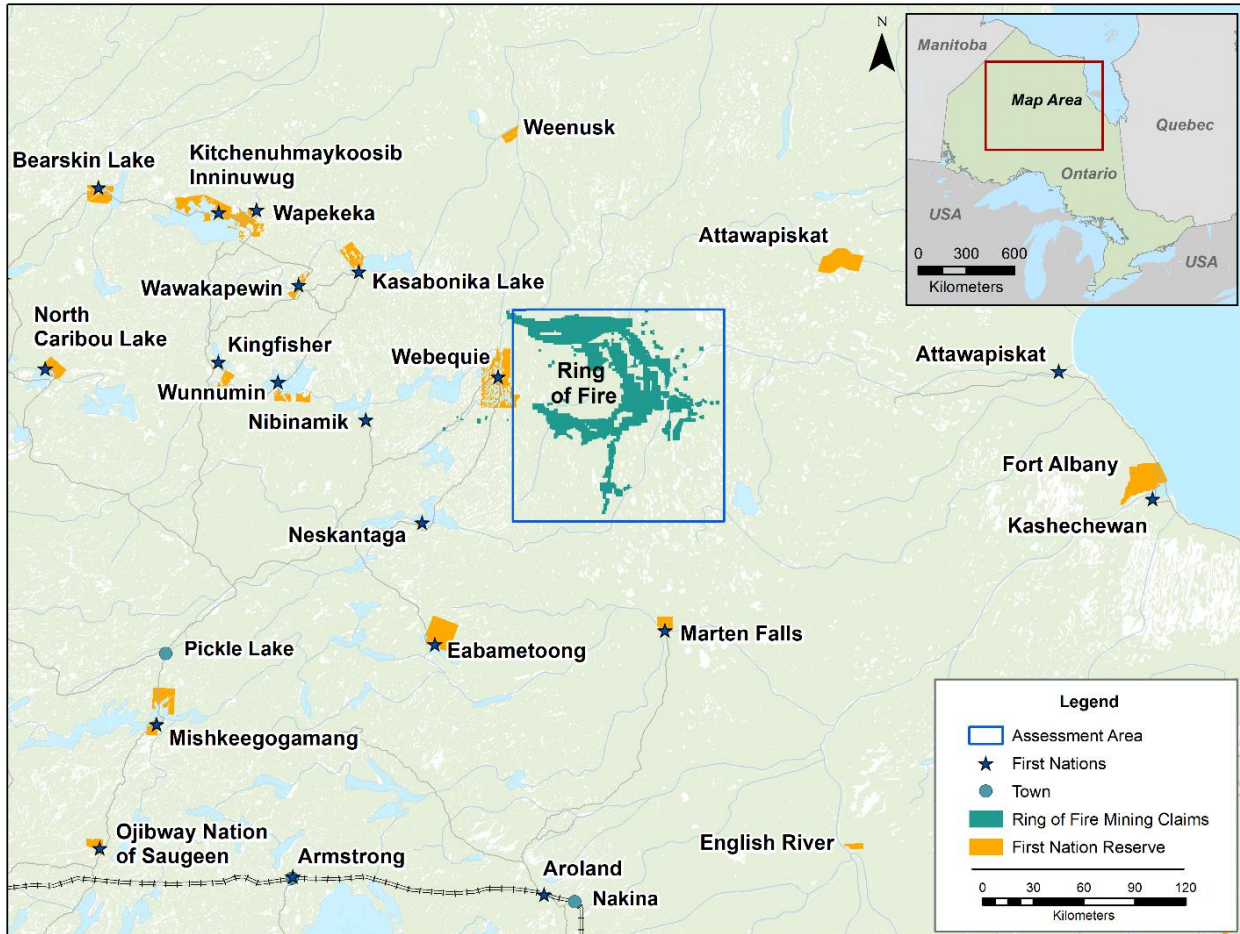 N
Manitoba
Map Area
Quebec
Ontario
USA
0 300 600
Kilometers
USA
Weenusk
Bearskin Lake
Kitchenuhmaykoosib
Inninuwug
Wapekeka
Attawapiskat
Kasabonika Lake
Wawakapewin
North
Caribou Lake
Kingfisher
Webequie
Ring
of Fire
Attawapiskat
Wunnumin
Nibinamik
Fort Albany
Kashechewan
Neskantaga
Pickle Lake
Eabametoong
Marten Falls
Mishkeegogamang
Ojibway Nation
of Saugeen
Armstrong
Aroland
Nakina
English River
Legend
Assessment Area
First Nations
Town
Ring of Fire Mining Claims
First Nation Reserve
0 30 60 90 120
Kilometers